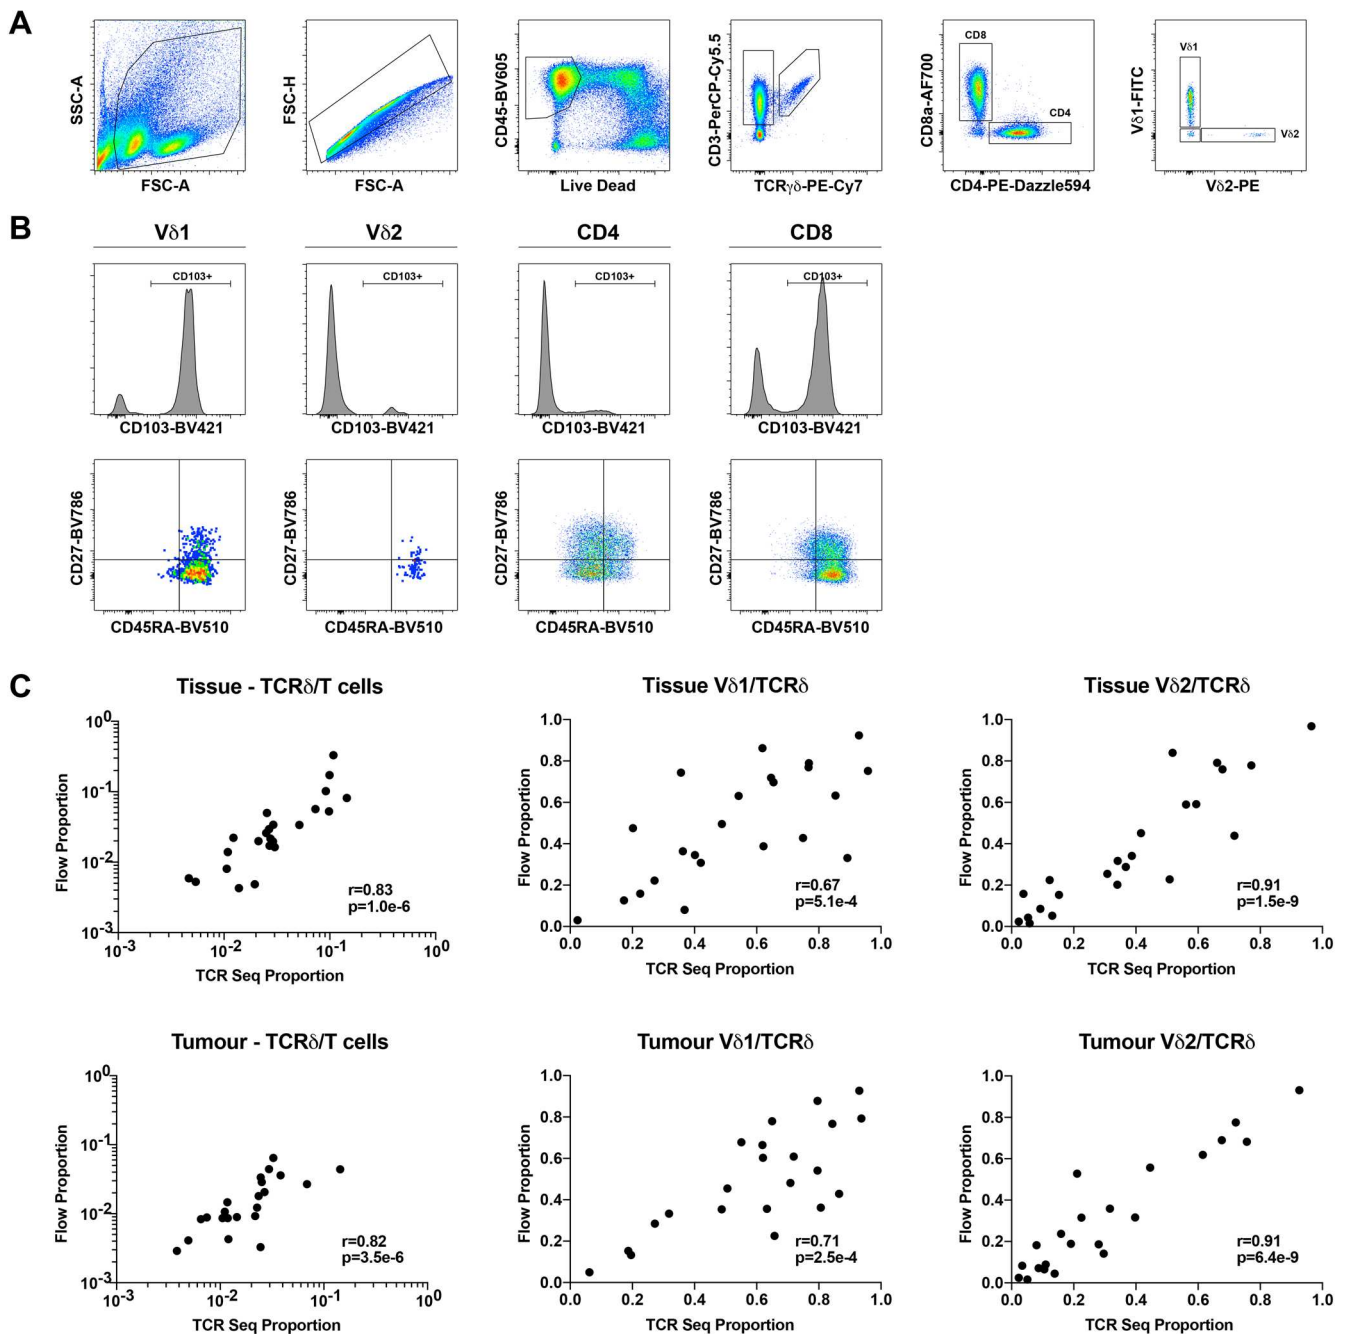 A
SSC-A
FSC-A
FSC-H
FSC-A
CD45-BV605
Live Dead
CD3-PerCP-Cy5.5
TCRγδ-PE-Cy7
CD8a-AF700
CD8
CD4
CD4-PE-Dazzle594
Vδ1-FITC
Vδ1
Vδ2
Vδ2-PE
B
Vδ1
Vδ2
CD4
CD8
CD103+
CD103+
CD103+
CD103+
CD103-BV421
CD103-BV421
CD103-BV421
CD103-BV421
CD27-BV786
CD27-BV786
CD27-BV786
CD27-BV786
CD45RA-BV510
CD45RA-BV510
CD45RA-BV510
CD45RA-BV510
C
Tissue - TCRδ/T cells
Flow Proportion
10⁰
10⁻¹
10⁻²
10⁻³
r=0.83
p=1.0e-6
10⁻³ 10⁻² 10⁻¹ 10⁰
TCR Seq Proportion
Tissue Vδ1/TCRδ
Flow Proportion
1.0
0.8
0.6
0.4
0.2
0.0
r=0.67
p=5.1e-4
0.0 0.2 0.4 0.6 0.8 1.0
TCR Seq Proportion
Tissue Vδ2/TCRδ
Flow Proportion
1.0
0.8
0.6
0.4
0.2
0.0
r=0.91
p=1.5e-9
0.0 0.2 0.4 0.6 0.8 1.0
TCR Seq Proportion
Tumour - TCRδ/T cells
Flow Proportion
10⁰
10⁻¹
10⁻²
10⁻³
r=0.82
p=3.5e-6
10⁻³ 10⁻² 10⁻¹ 10⁰
TCR Seq Proportion
Tumour Vδ1/TCRδ
Flow Proportion
1.0
0.8
0.6
0.4
0.2
0.0
r=0.71
p=2.5e-4
0.0 0.2 0.4 0.6 0.8 1.0
TCR Seq Proportion
Tumour Vδ2/TCRδ
Flow Proportion
1.0
0.8
0.6
0.4
0.2
0.0
r=0.91
p=6.4e-9
0.0 0.2 0.4 0.6 0.8 1.0
TCR Seq Proportion